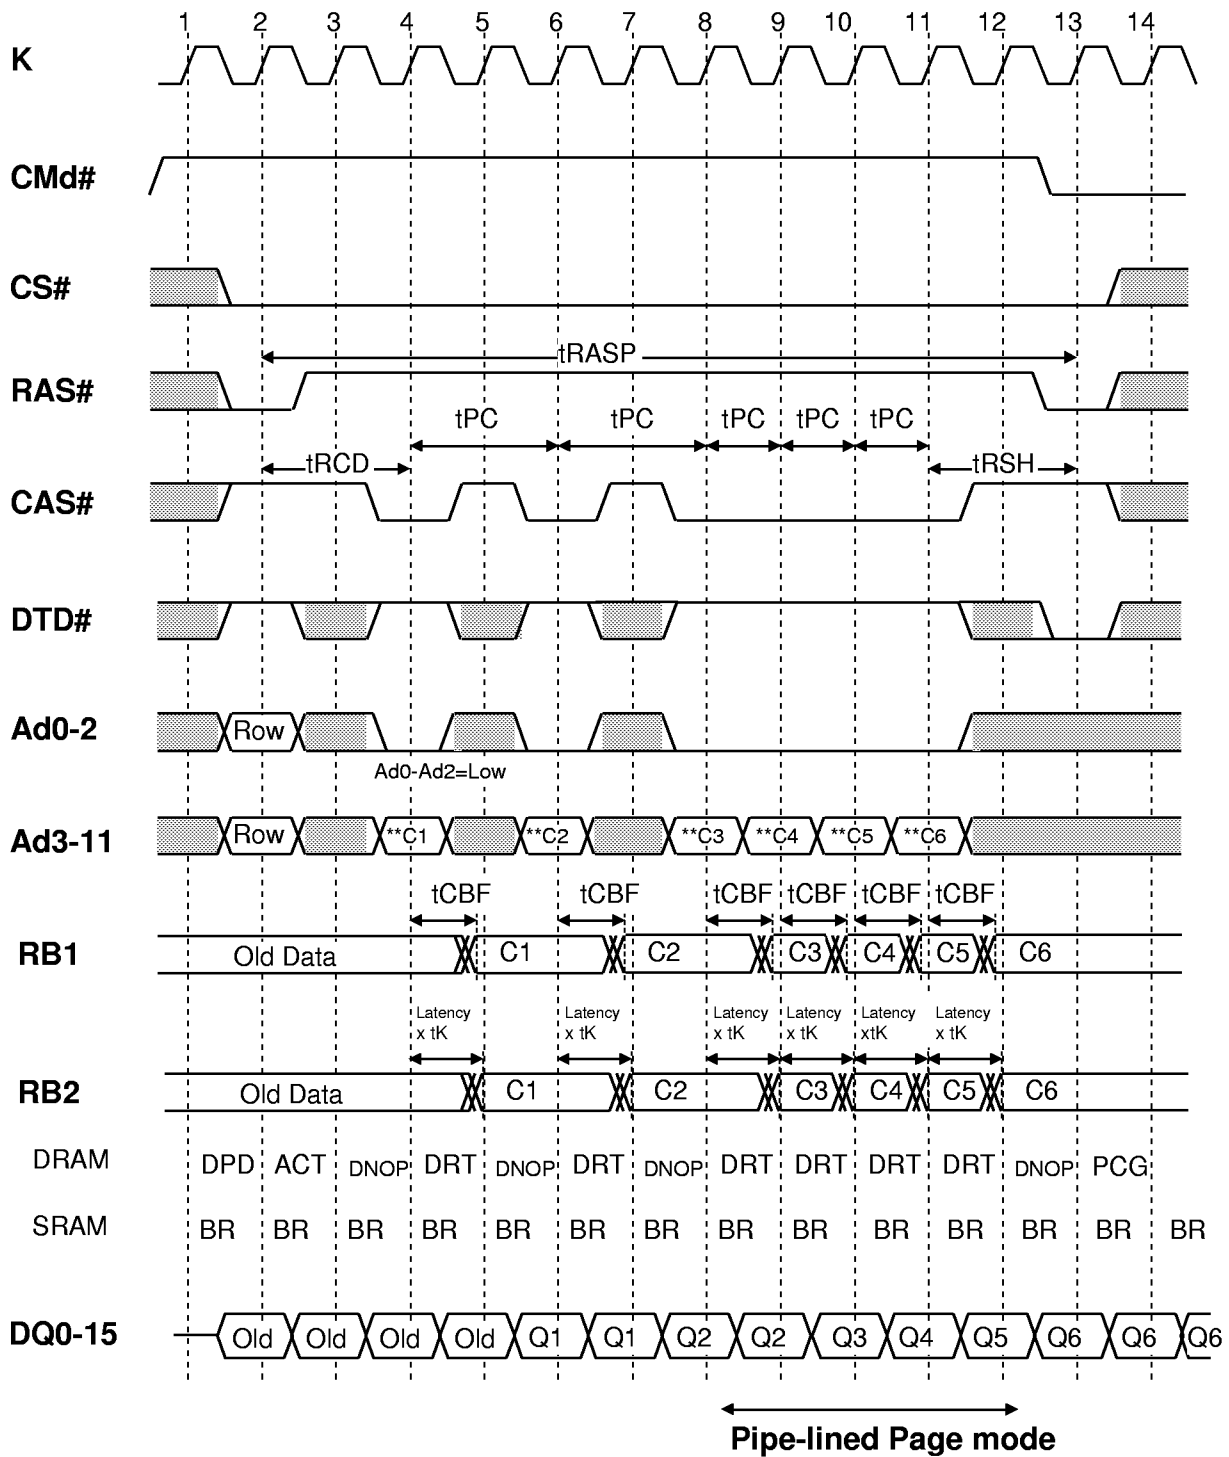 1 2 3 4 5 6 7 8 9 10 11 12 13 14
K
CMd#
CS#
tRASP
RAS#
tPC tPC tPC tPC tPC
tRCD tRSH
CAS#
DTD#
Ad0-2 Row
Ad0-Ad2=Low
Ad3-11 Row **C1 **C2 **C3 **C4 **C5 **C6
tCBF tCBF tCBF tCBF tCBF tCBF
RB1 Old Data C1 C2 C3 C4 C5 C6
Latency Latency Latency Latency Latency Latency
x tK x tK x tK x tK xtK x tK
RB2 Old Data C1 C2 C3 C4 C5 C6
DRAM DPD ACT DNOP DRT DNOP DRT DNOP DRT DRT DRT DRT DNOP PCG
SRAM BR BR BR BR BR BR BR BR BR BR BR BR BR BR
DQ0-15 Old Old Old Old Q1 Q1 Q2 Q2 Q3 Q4 Q5 Q6 Q6 Q6
Pipe-lined Page mode